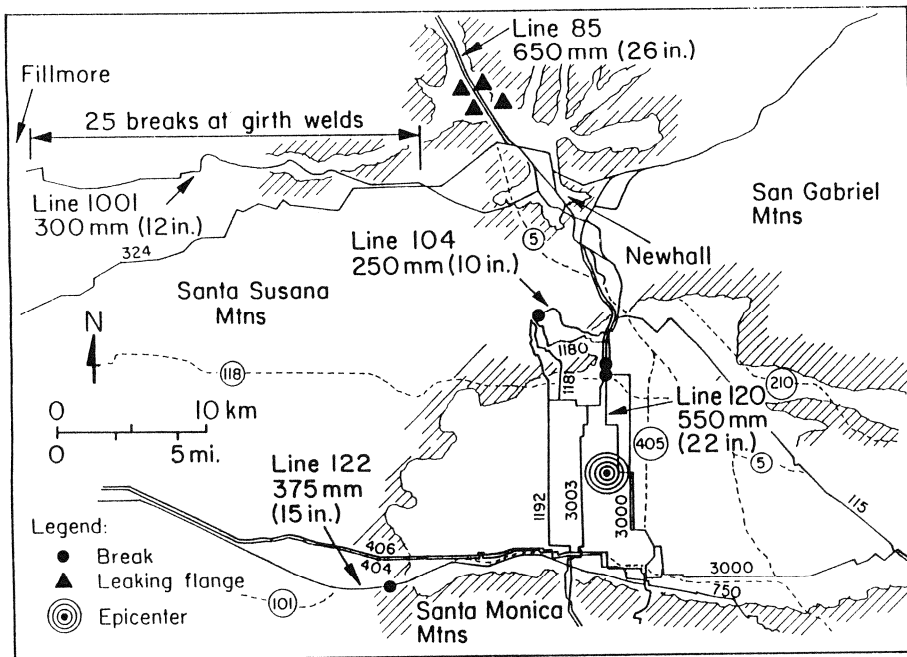 Line 85
650 mm (26 in.)
Fillmore
25 breaks at girth welds
Line 1001
300 mm (12 in.)
San Gabriel
Mtns
Line 104
250 mm (10 in.)
5
Newhall
324
Santa Susana
Mtns
N
1180
1181
118
210
0 10 km
0 5 mi.
Line 120
550 mm
(22 in.)
405
5
Line 122
375 mm
(15 in.)
1192
3003
3000
115
Legend:
Break
Leaking flange
Epicenter
406
404
3000
750
101
Santa Monica
Mtns